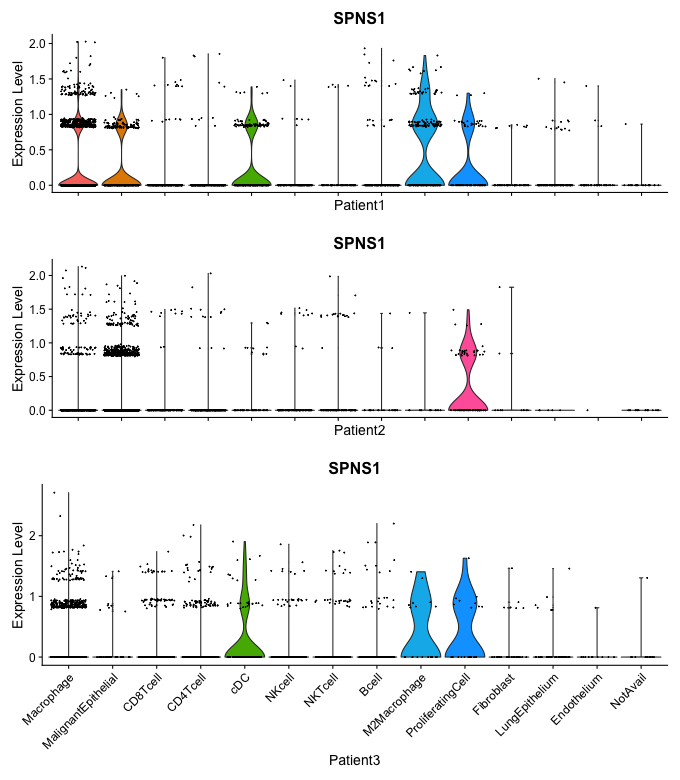 SPNS1
Expression Level
2.0
1.5
1.0
0.5
0.0
Patient1
SPNS1
Expression Level
2.0
1.5
1.0
0.5
0.0
Patient2
SPNS1
Expression Level
2
1
0
Macrophage
MalignantEpithelial
CD8Tcell
CD4Tcell
cDC
NKcell
NKTcell
Bcell
M2Macrophage
ProliferatingCell
Fibroblast
LungEpithelium
Endothelium
NotAvail
Patient3